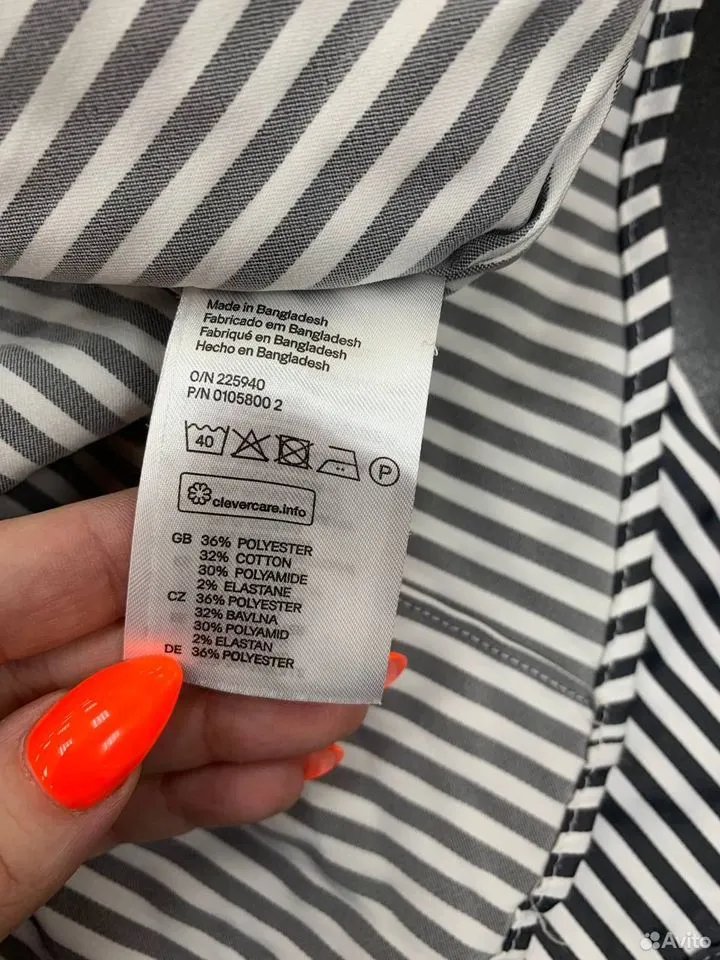 Made in Bangladesh
Fabricado em Bangladesh
Fabriqué en Bangladesh
Hecho en Bangladesh
O/N 225940
P/N 0105800 2
40
P
clevercare.info
GB 36% POLYESTER
32% COTTON
30% POLYAMIDE
2% ELASTANE
CZ 36% POLYESTER
32% BAVLNA
30% POLYAMID
2% ELASTAN
DE 36% POLYESTER
Avito